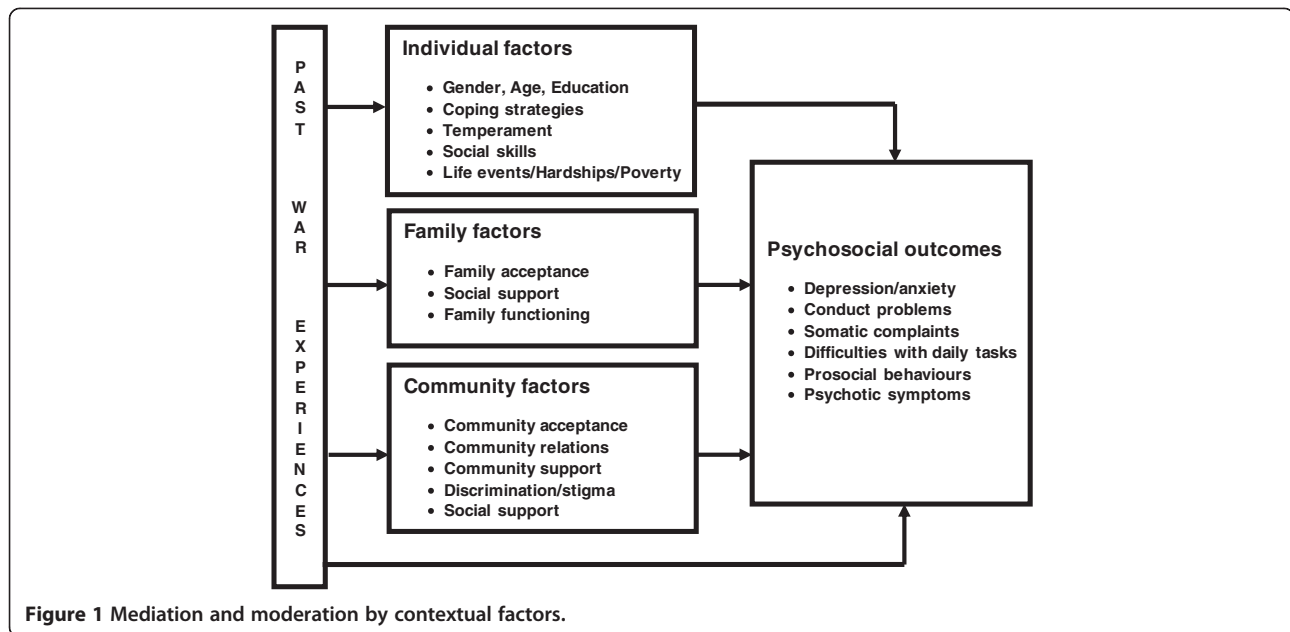 PAST WAR EXPERIENCES
Individual factors
• Gender, Age, Education
• Coping strategies
• Temperament
• Social skills
• Life events/Hardships/Poverty
Family factors
• Family acceptance
• Social support
• Family functioning
Community factors
• Community acceptance
• Community relations
• Community support
• Discrimination/stigma
• Social support
Psychosocial outcomes
• Depression/anxiety
• Conduct problems
• Somatic complaints
• Difficulties with daily tasks
• Prosocial behaviours
• Psychotic symptoms
Figure 1 Mediation and moderation by contextual factors.